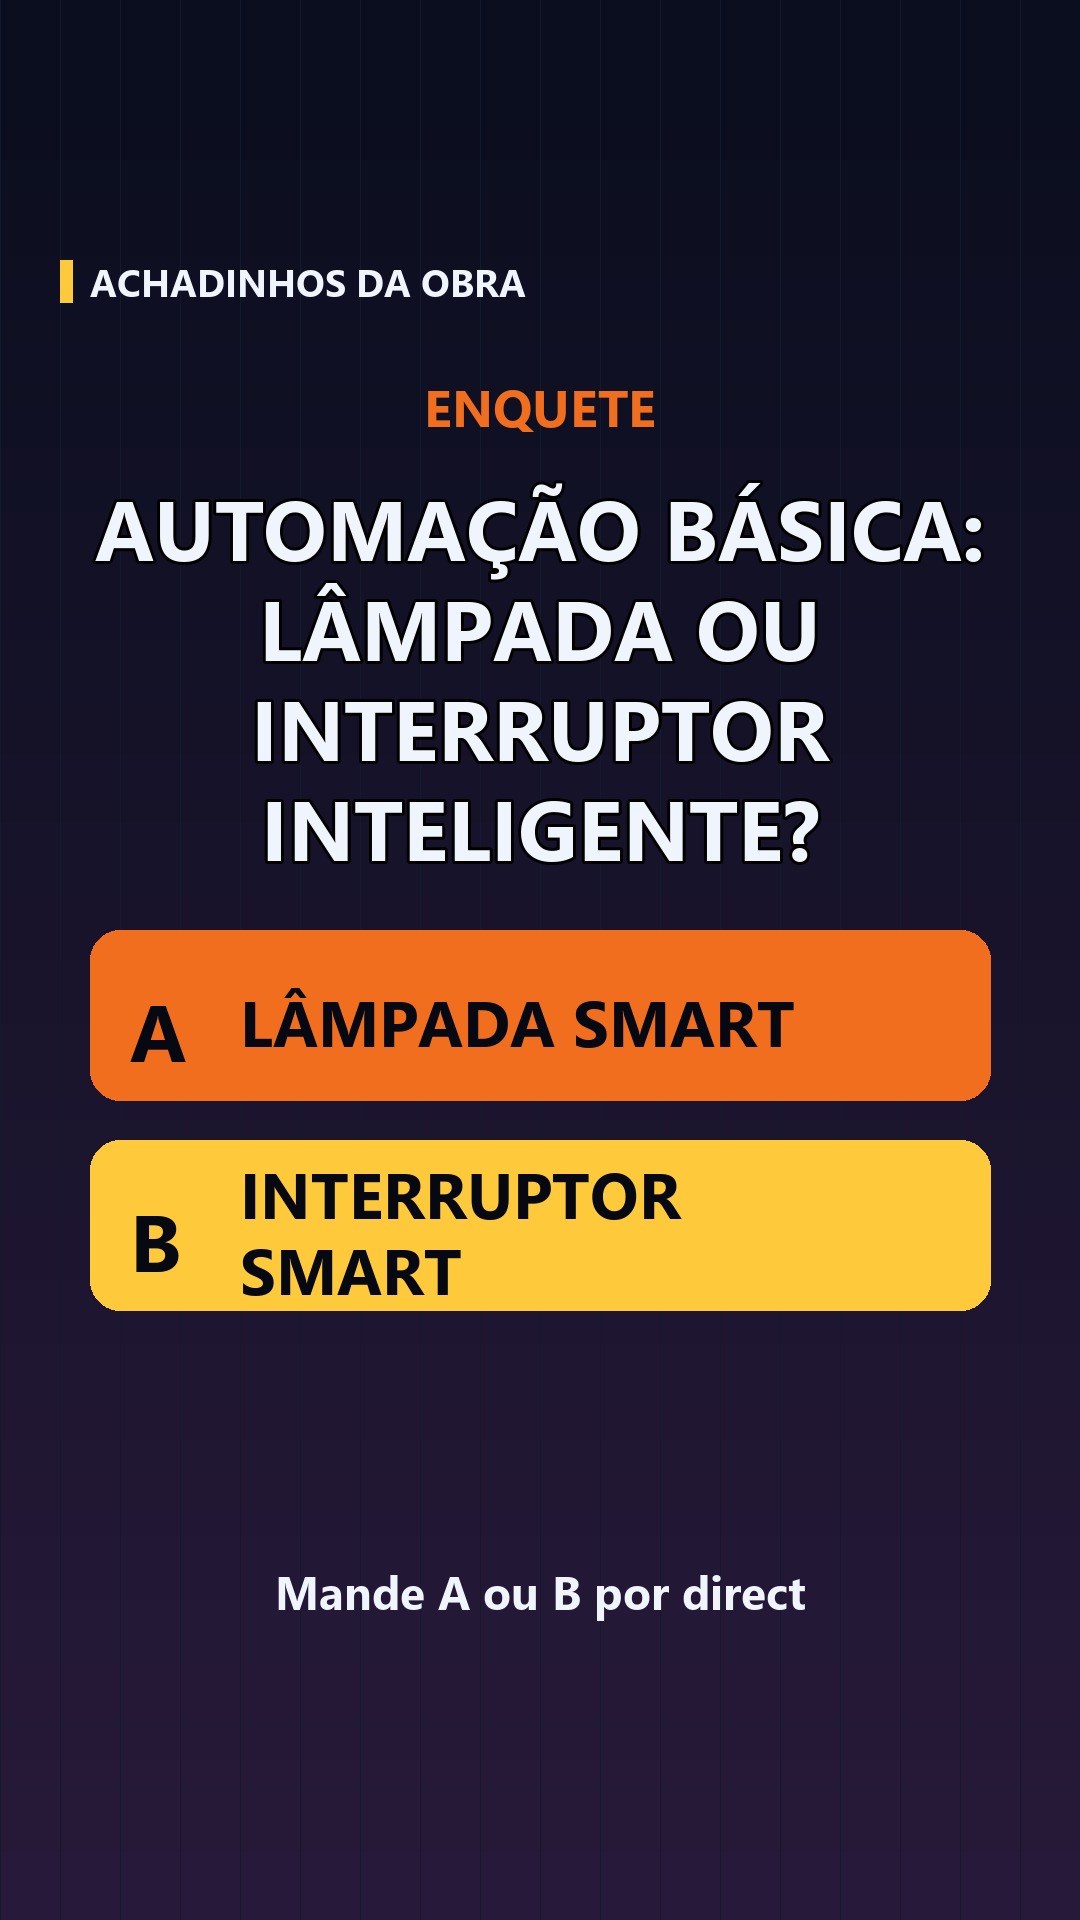 ACHADINHOS DA OBRA
ENQUETE
AUTOMAÇÃO BÁSICA:
LÂMPADA OU
INTERRUPTOR
INTELIGENTE?
A LÂMPADA SMART
B INTERRUPTOR
SMART
Mande A ou B por direct